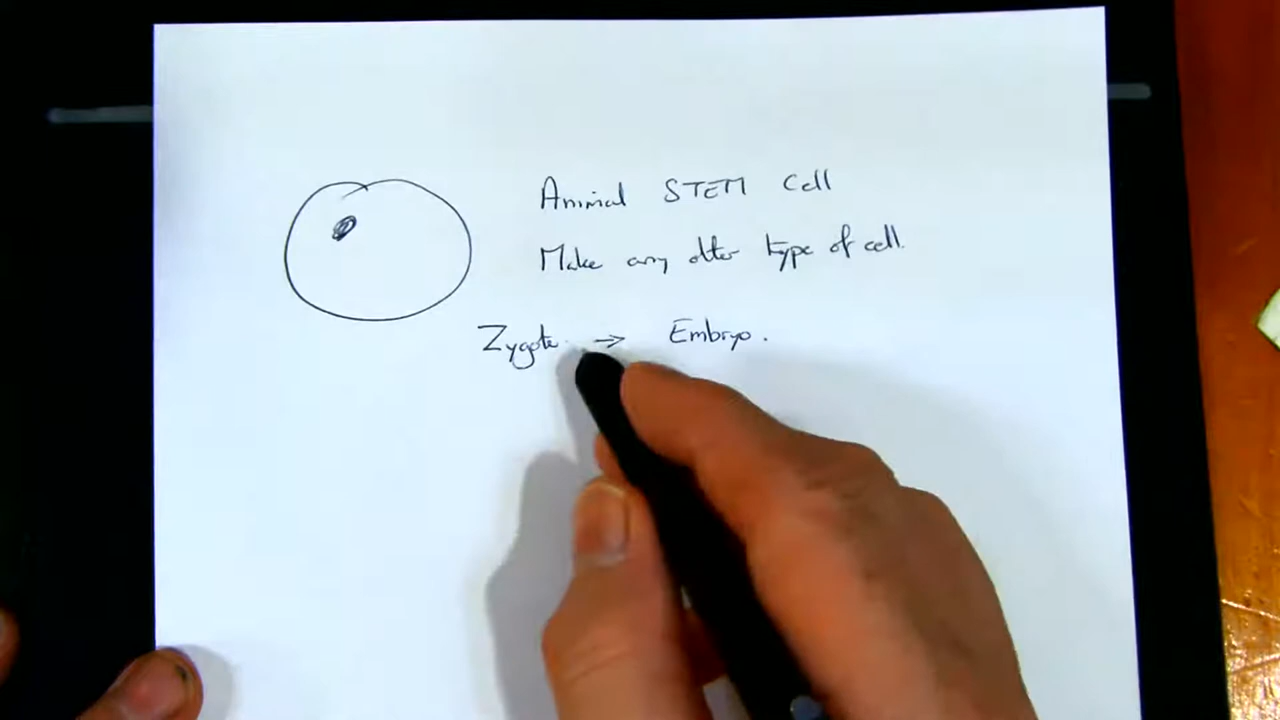 Animal STEM Cell
Make any other type of cell.
Zygote → Embryo.